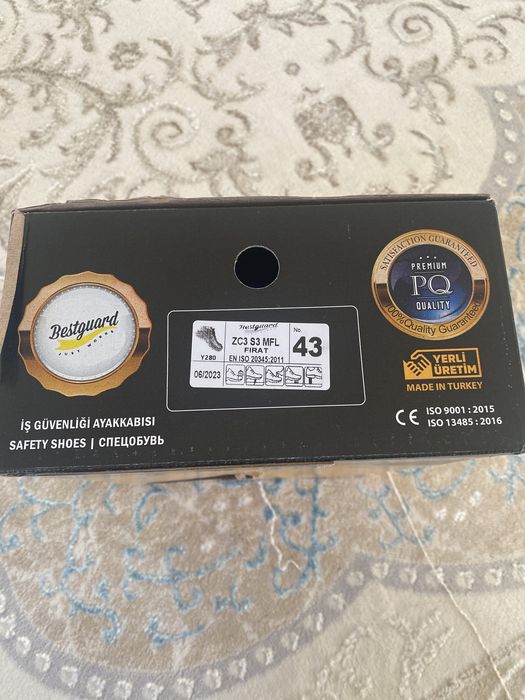 Bestguard
JUST WORK
İŞ GÜVENLİĞİ AYAKKABISI
SAFETY SHOES | СПЕЦОБУВЬ
Bestguard
ZC3 S3 MFL
FIRAT
Y280
EN ISO 20345:2011
06/2023
No.
43
SATISFACTION GUARANTEED
PREMIUM
PQ
QUALITY
100%Quality Guarantee
YERLİ
ÜRETİM
MADE IN TURKEY
CE ISO 9001 : 2015
ISO 13485 : 2016